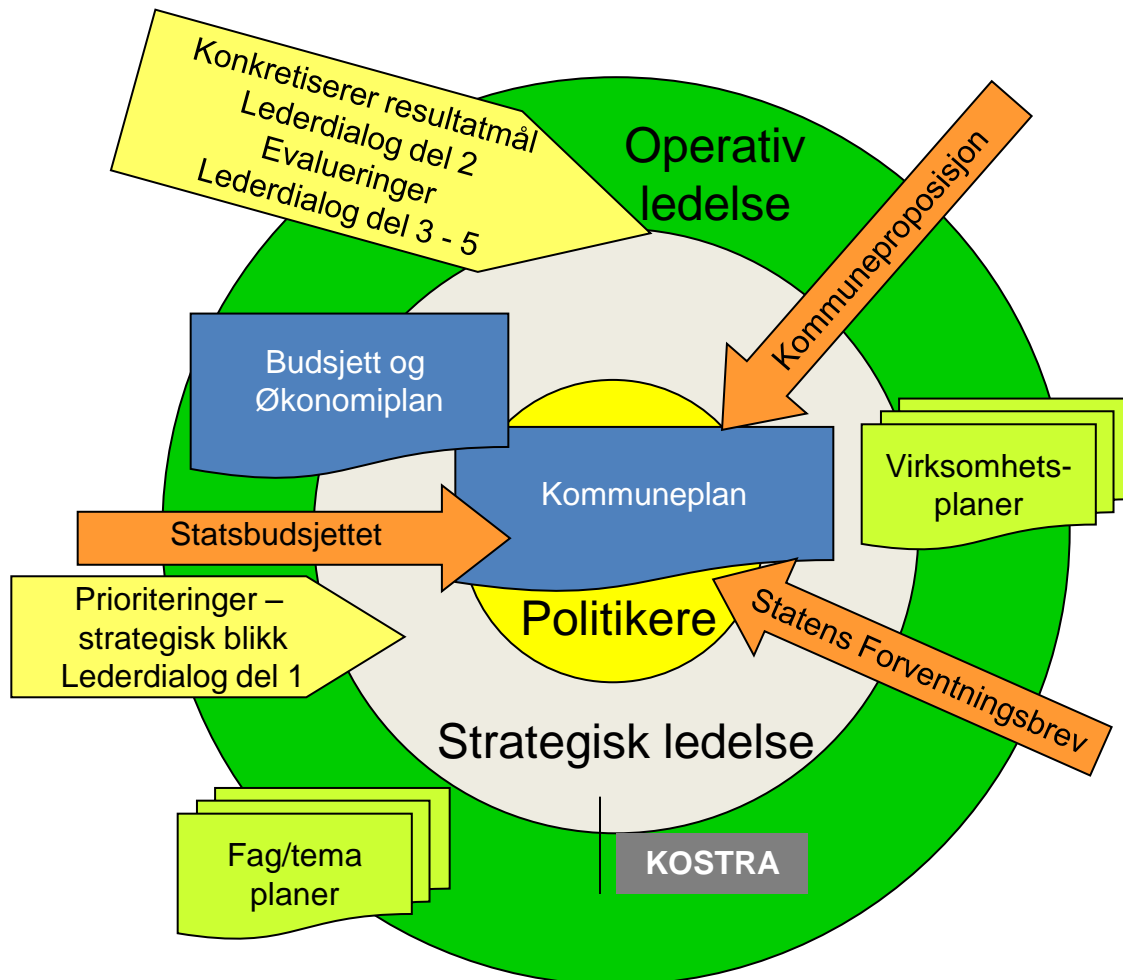 Konkretiserer resultatmål
Lederdialog del 2
Evalueringer
Lederdialog del 3 - 5
Operativ
ledelse
Kommuneproposisjon
Budsjett og
Økonomiplan
Kommuneplan
Virksomhets-
planer
Statsbudsjettet
Prioriteringer –
strategisk blikk
Lederdialog del 1
Politikere
Statens Forventningsbrev
Strategisk ledelse
Fag/tema
planer
KOSTRA